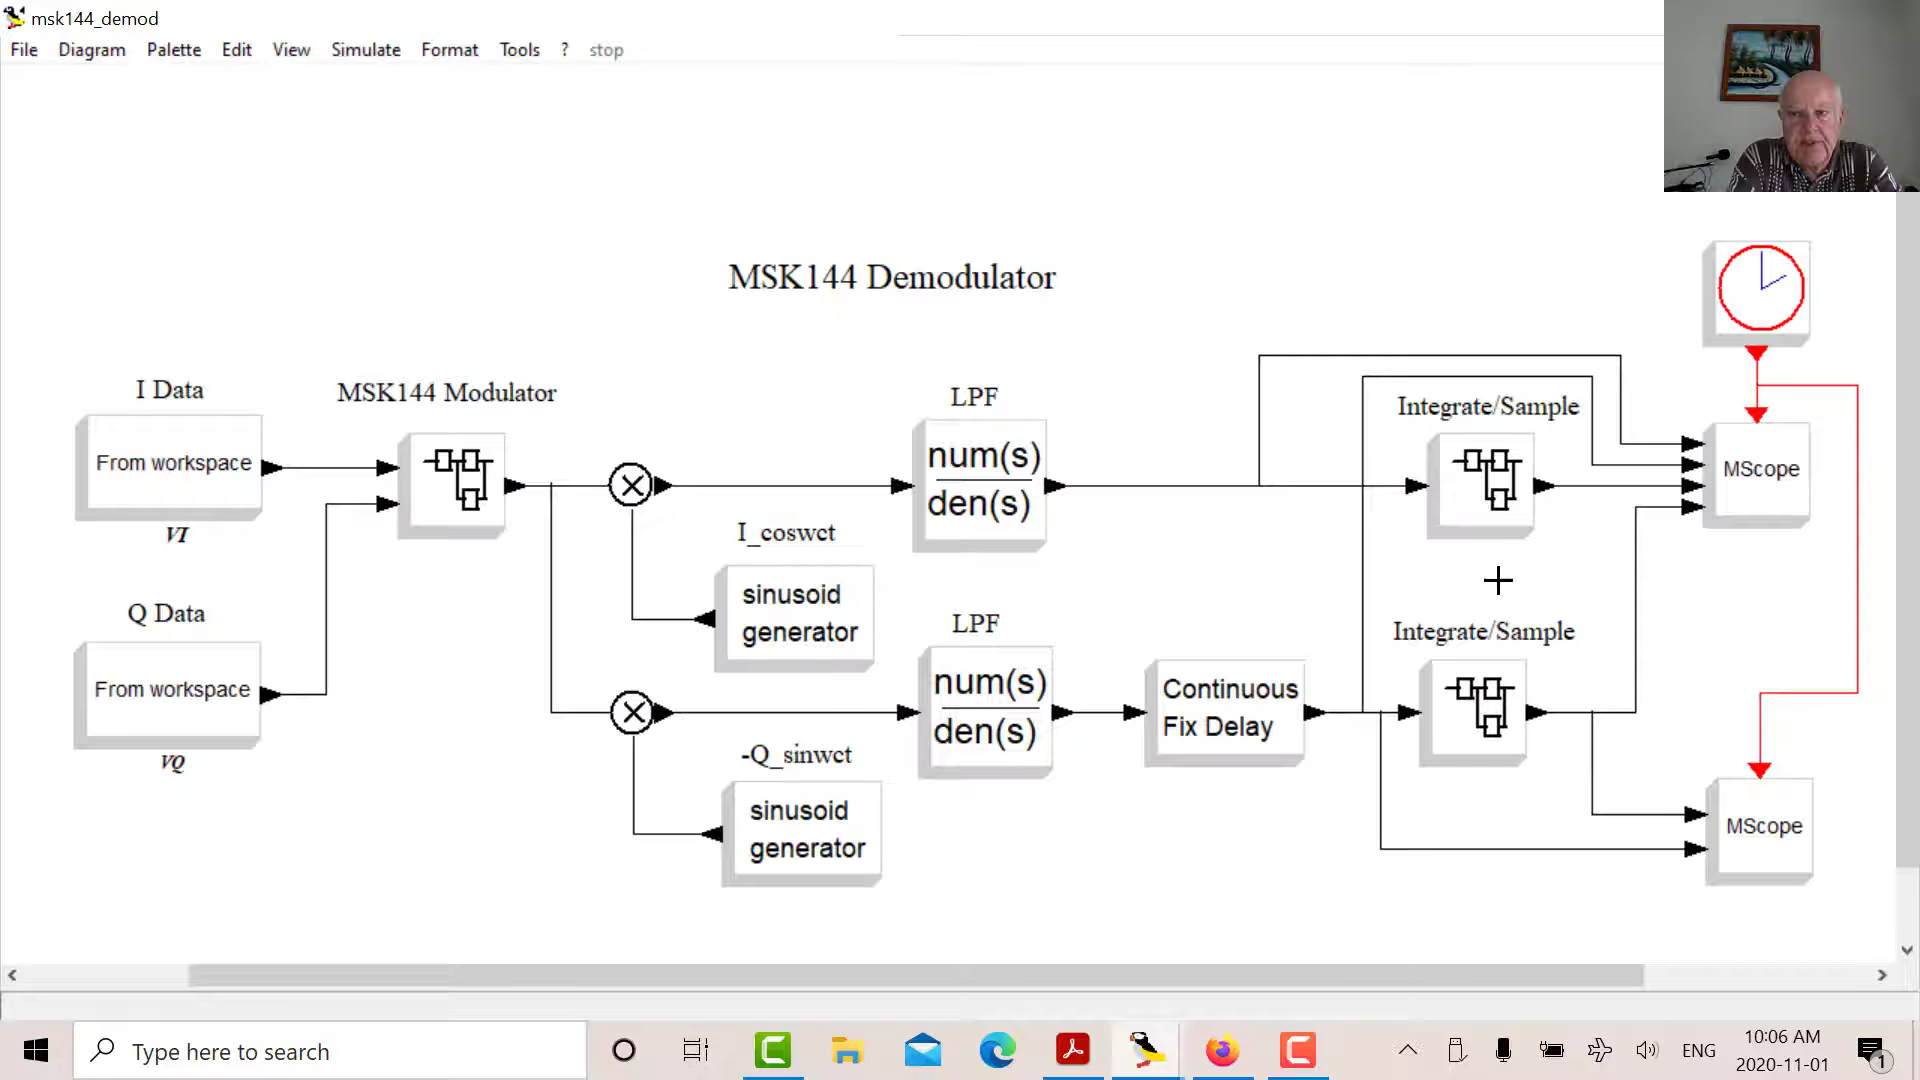 msk144_demod
File Diagram Palette Edit View Simulate Format Tools ? stop
MSK144 Demodulator
I Data
MSK144 Modulator
LPF
Integrate/Sample
From workspace
num(s)
den(s)
MScope
VI
I_coswct
sinusoid
generator
Q Data
LPF
Integrate/Sample
From workspace
num(s)
den(s)
Continuous
Fix Delay
VQ
-Q_sinwct
sinusoid
generator
MScope
Type here to search
ENG
10:06 AM
2020-11-01
1